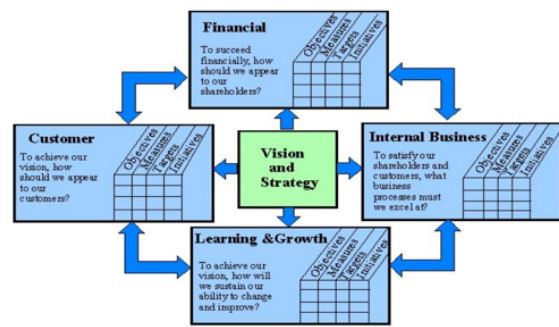 Financial
To succeed
financially, how
should we appear
to our
shareholders?
Objectives
Measures
Targets
Initiatives
Customer
To achieve our
vision, how
should we appear
to our
customers?
Objectives
Measures
Targets
Initiatives
Vision
and
Strategy
Internal Business
To satisfy our
shareholders and
customers, what
business
processes must
we excel at?
Objectives
Measures
Targets
Initiatives
Learning &Growth
To achieve our
vision, how will
we sustain our
ability to change
and improve?
Objectives
Measures
Targets
Initiatives